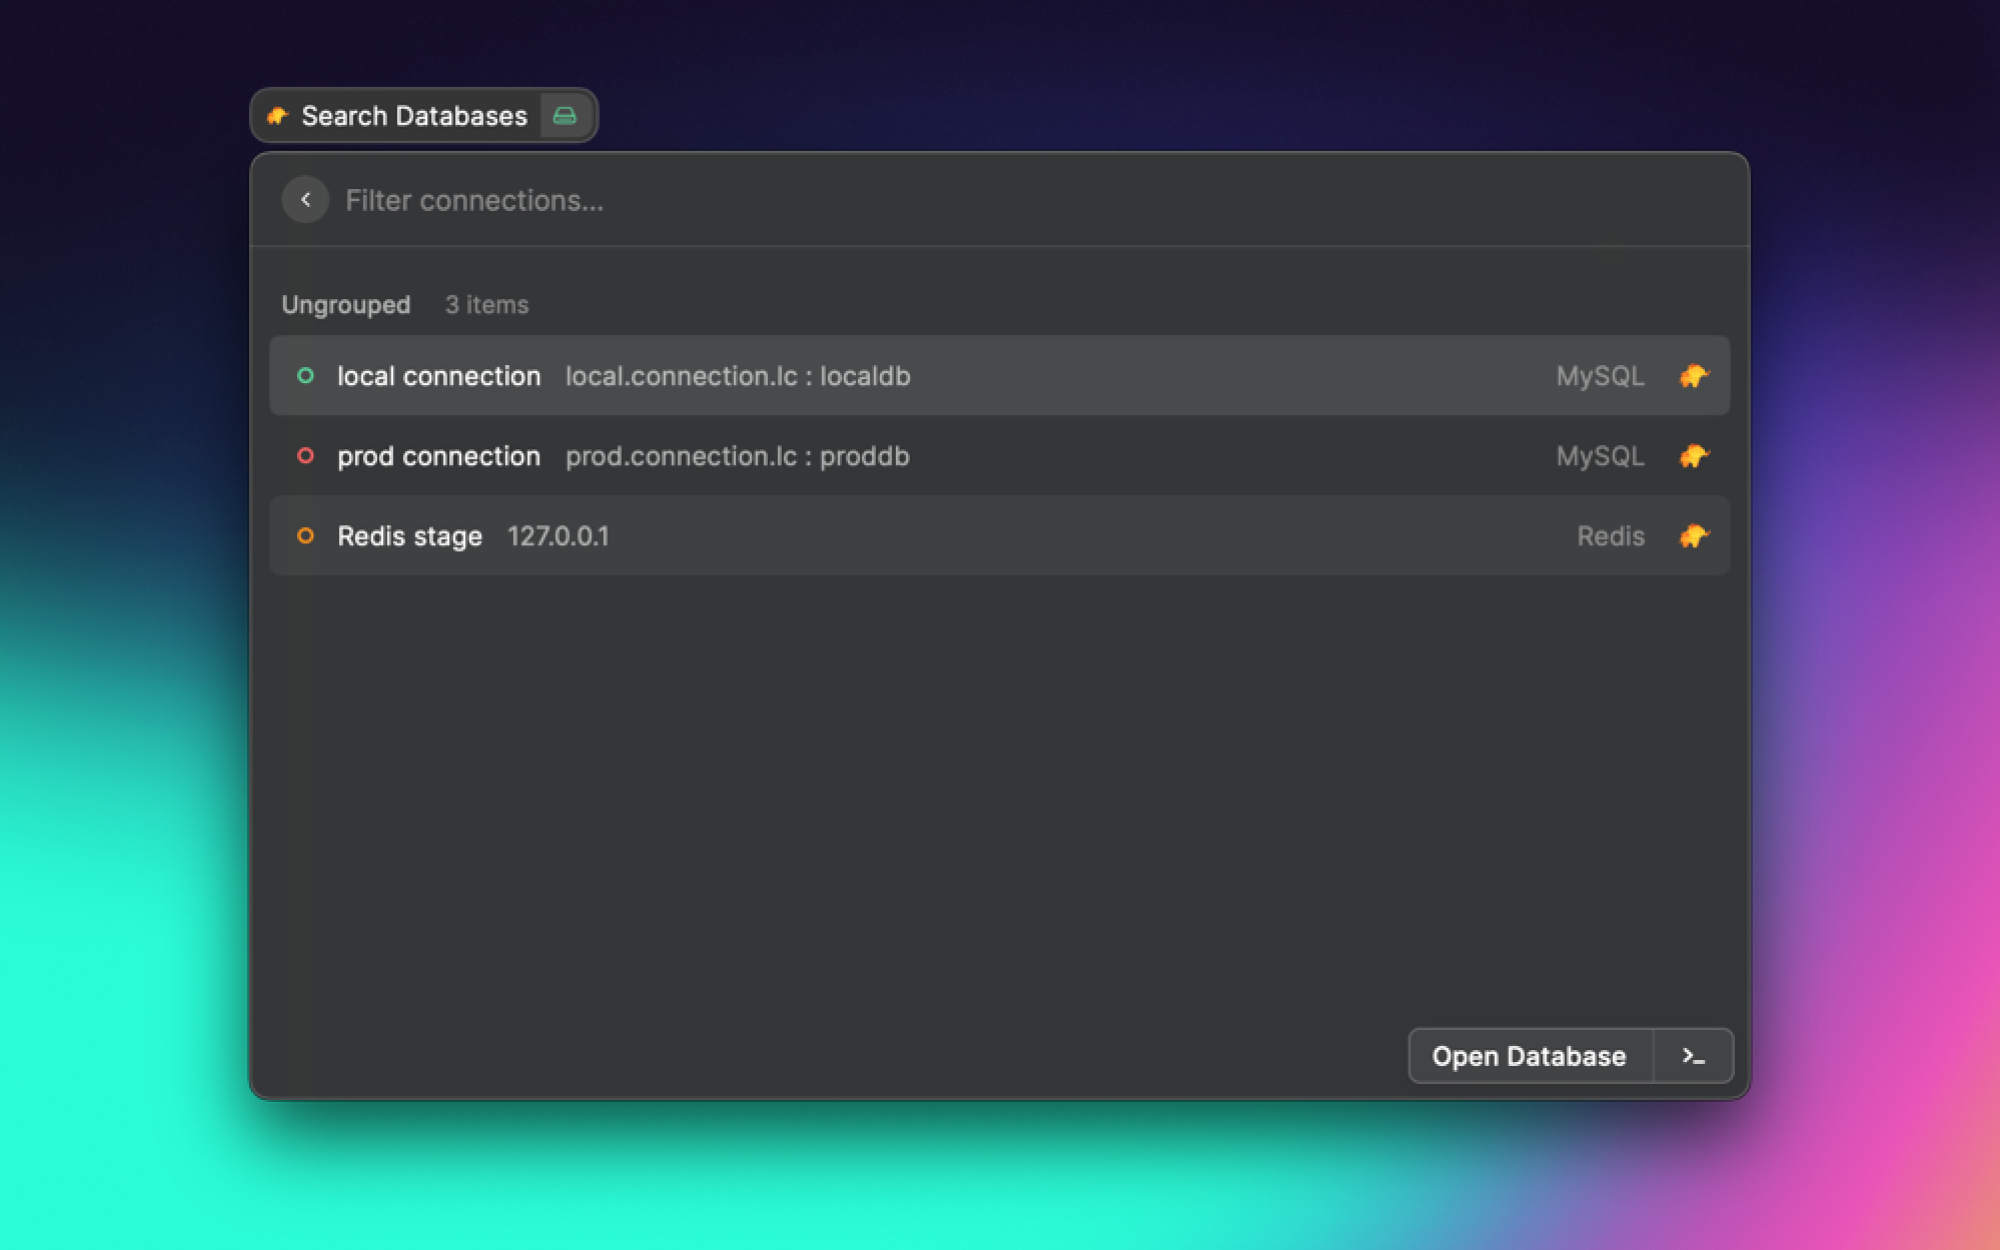 Search Databases
Filter connections...
Ungrouped 3 items
local connection local.connection.lc : localdb MySQL
prod connection prod.connection.lc : proddb MySQL
Redis stage 127.0.0.1 Redis
Open Database >_